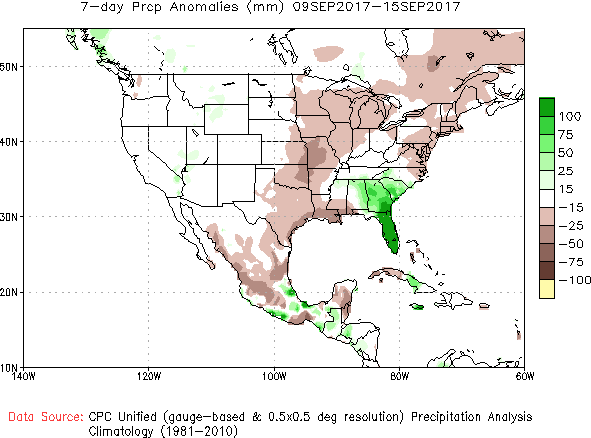 7-day Prcp Anomalies (mm) 09SEP2017-15SEP2017
50N
40N
30N
20N
10N
140W 120W 100W 80W 60W
100
75
50
25
15
-15
-25
-50
-75
-100
Data Source: CPC Unified (gauge-based & 0.5x0.5 deg resolution) Precipitation Analysis
Climatology (1981-2010)